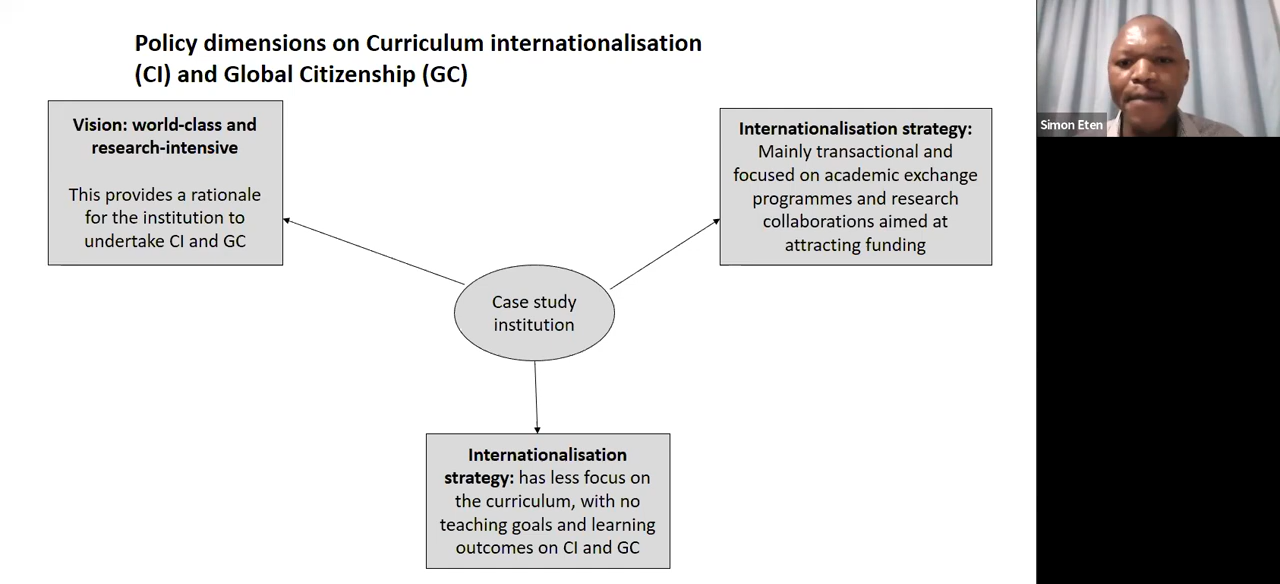 Policy dimensions on Curriculum internationalisation
(CI) and Global Citizenship (GC)
Vision: world-class and
research-intensive
This provides a rationale
for the institution to
undertake CI and GC
Internationalisation strategy:
Mainly transactional and
focused on academic exchange
programmes and research
collaborations aimed at
attracting funding
Case study
institution
Internationalisation
strategy: has less focus on
the curriculum, with no
teaching goals and learning
outcomes on CI and GC
Simon Eten